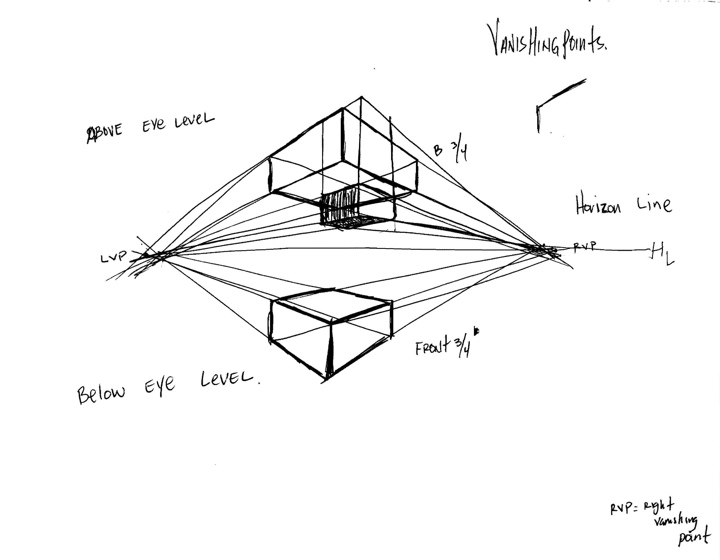 VANISHING POINTS.
ABOVE EYE LEVEL
B 3/4
Horizon Line
LVP
RVP
HL
FRONT 3/4
Below EYE LEVEL.
RVP = Right
vanishing
point